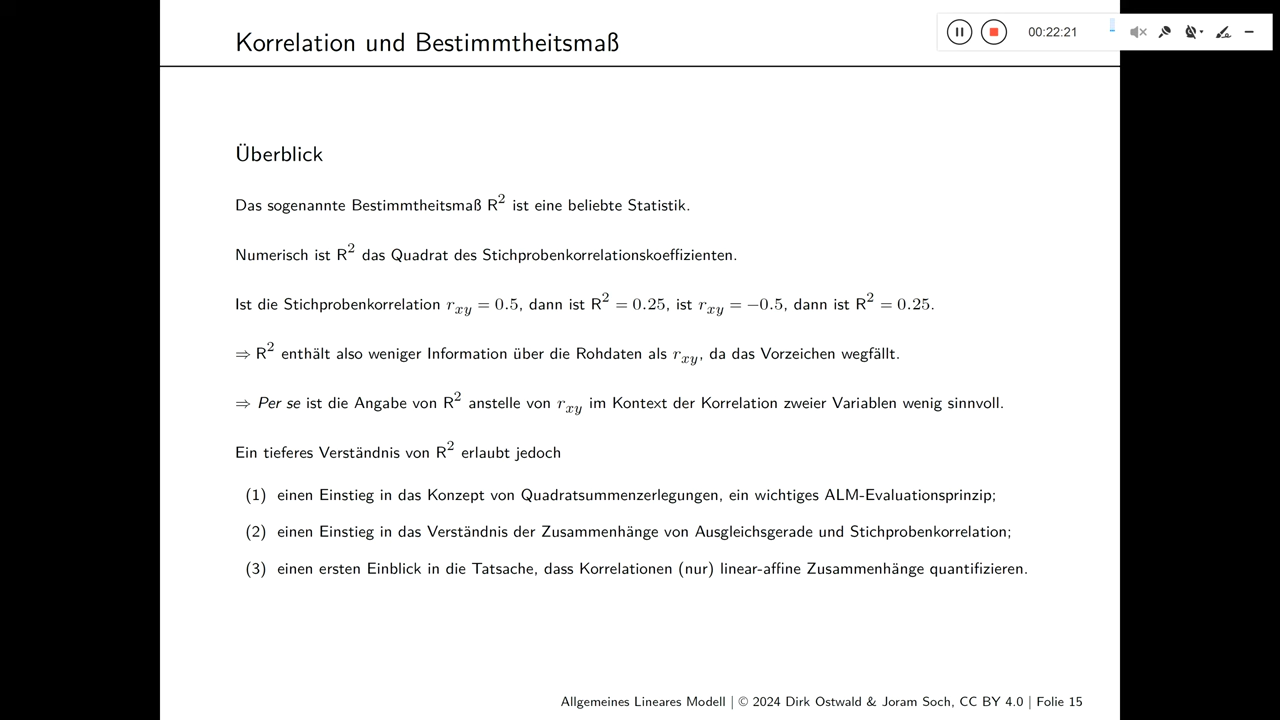 Korrelation und Bestimmtheitsmaß
00:22:21
Überblick
Das sogenannte Bestimmtheitsmaß R² ist eine beliebte Statistik.
Numerisch ist R² das Quadrat des Stichprobenkorrelationskoeffizienten.
Ist die Stichprobenkorrelation r_xy = 0.5, dann ist R² = 0.25, ist r_xy = −0.5, dann ist R² = 0.25.
⇒ R² enthält also weniger Information über die Rohdaten als r_xy, da das Vorzeichen wegfällt.
⇒ Per se ist die Angabe von R² anstelle von r_xy im Kontext der Korrelation zweier Variablen wenig sinnvoll.
Ein tieferes Verständnis von R² erlaubt jedoch
(1) einen Einstieg in das Konzept von Quadratsummenzerlegungen, ein wichtiges ALM-Evaluationsprinzip;
(2) einen Einstieg in das Verständnis der Zusammenhänge von Ausgleichsgerade und Stichprobenkorrelation;
(3) einen ersten Einblick in die Tatsache, dass Korrelationen (nur) linear-affine Zusammenhänge quantifizieren.
Allgemeines Lineares Modell | © 2024 Dirk Ostwald & Joram Soch, CC BY 4.0 | Folie 15